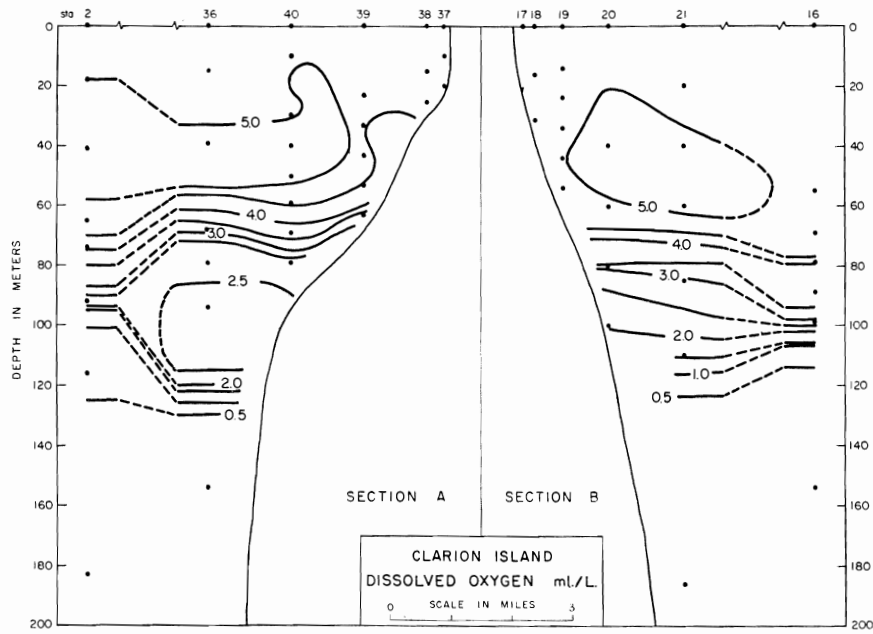 sta 2 36 40 39 38 37 17 18 19 20 21 16
0 0
20 20
5.0
40 40
60 5.0 60
4.0 4.0
3.0
80 3.0 80
2.5
100 2.0 100
120 2.0 1.0 120
0.5 0.5
140 140
160 SECTION A SECTION B 160
180 180
200 200
DEPTH IN METERS
CLARION ISLAND
DISSOLVED OXYGEN ml./L.
SCALE IN MILES
0 3